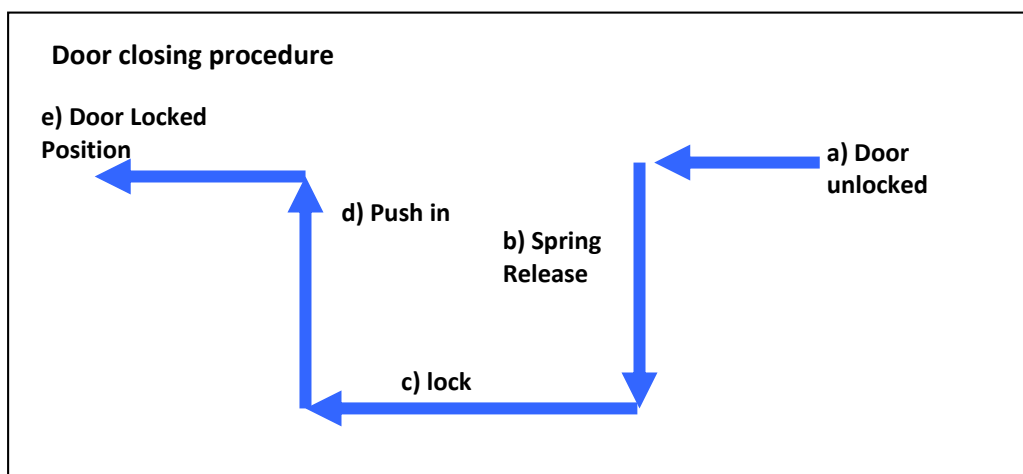 Door closing procedure
e) Door Locked
Position
a) Door
unlocked
d) Push in
b) Spring
Release
c) lock